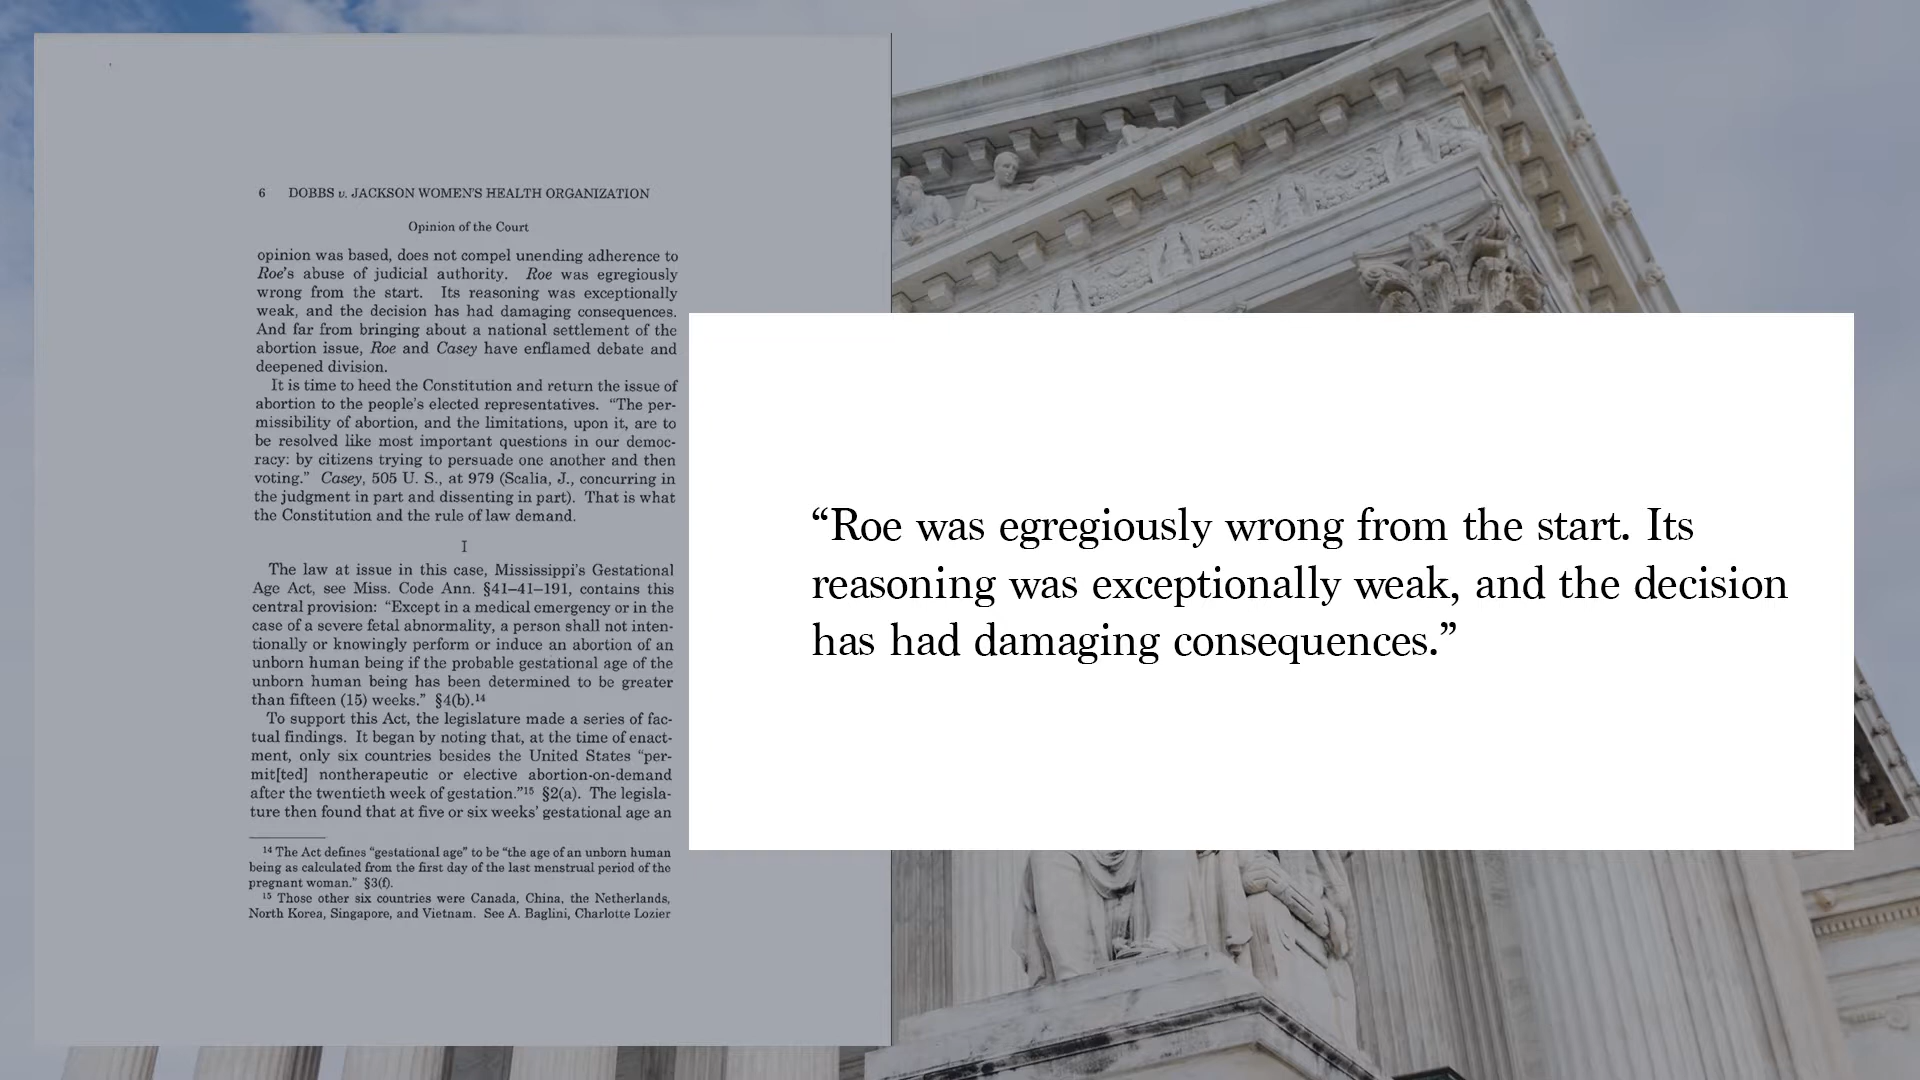 6 DOBBS v. JACKSON WOMEN'S HEALTH ORGANIZATION
Opinion of the Court
opinion was based, does not compel unending adherence to
Roe's abuse of judicial authority. Roe was egregiously
wrong from the start. Its reasoning was exceptionally
weak, and the decision has had damaging consequences.
And far from bringing about a national settlement of the
abortion issue, Roe and Casey have enflamed debate and
deepened division.
It is time to heed the Constitution and return the issue of
abortion to the people's elected representatives. “The per-
missibility of abortion, and the limitations, upon it, are to
be resolved like most important questions in our democ-
racy: by citizens trying to persuade one another and then
voting.” Casey, 505 U. S., at 979 (Scalia, J., concurring in
the judgment in part and dissenting in part). That is what
the Constitution and the rule of law demand.
I
The law at issue in this case, Mississippi's Gestational
Age Act, see Miss. Code Ann. §41–41–191, contains this
central provision: “Except in a medical emergency or in the
case of a severe fetal abnormality, a person shall not inten-
tionally or knowingly perform or induce an abortion of an
unborn human being if the probable gestational age of the
unborn human being has been determined to be greater
than fifteen (15) weeks.” §4(b).14
To support this Act, the legislature made a series of fac-
tual findings. It began by noting that, at the time of enact-
ment, only six countries besides the United States “per-
mit[ted] nontherapeutic or elective abortion-on-demand
after the twentieth week of gestation.”15 §2(a). The legisla-
ture then found that at five or six weeks' gestational age an
14 The Act defines “gestational age” to be “the age of an unborn human
being as calculated from the first day of the last menstrual period of the
pregnant woman.” §3(f).
15 Those other six countries were Canada, China, the Netherlands,
North Korea, Singapore, and Vietnam. See A. Baglini, Charlotte Lozier
“Roe was egregiously wrong from the start. Its
reasoning was exceptionally weak, and the decision
has had damaging consequences.”